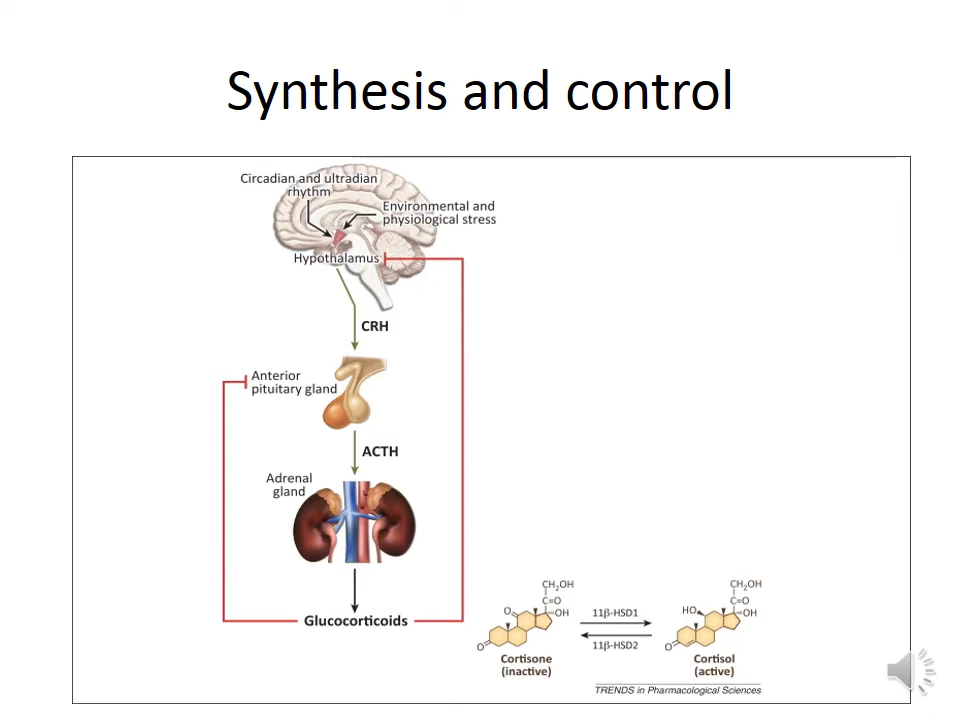 Synthesis and control
Circadian and ultradian
rhythm
Environmental and
physiological stress
Hypothalamus
CRH
Anterior
pituitary gland
ACTH
Adrenal
gland
Glucocorticoids
CH2OH
C=O
O
OH
O
Cortisone
(inactive)
11β-HSD1
11β-HSD2
CH2OH
C=O
HO
OH
O
Cortisol
(active)
TRENDS in Pharmacological Sciences